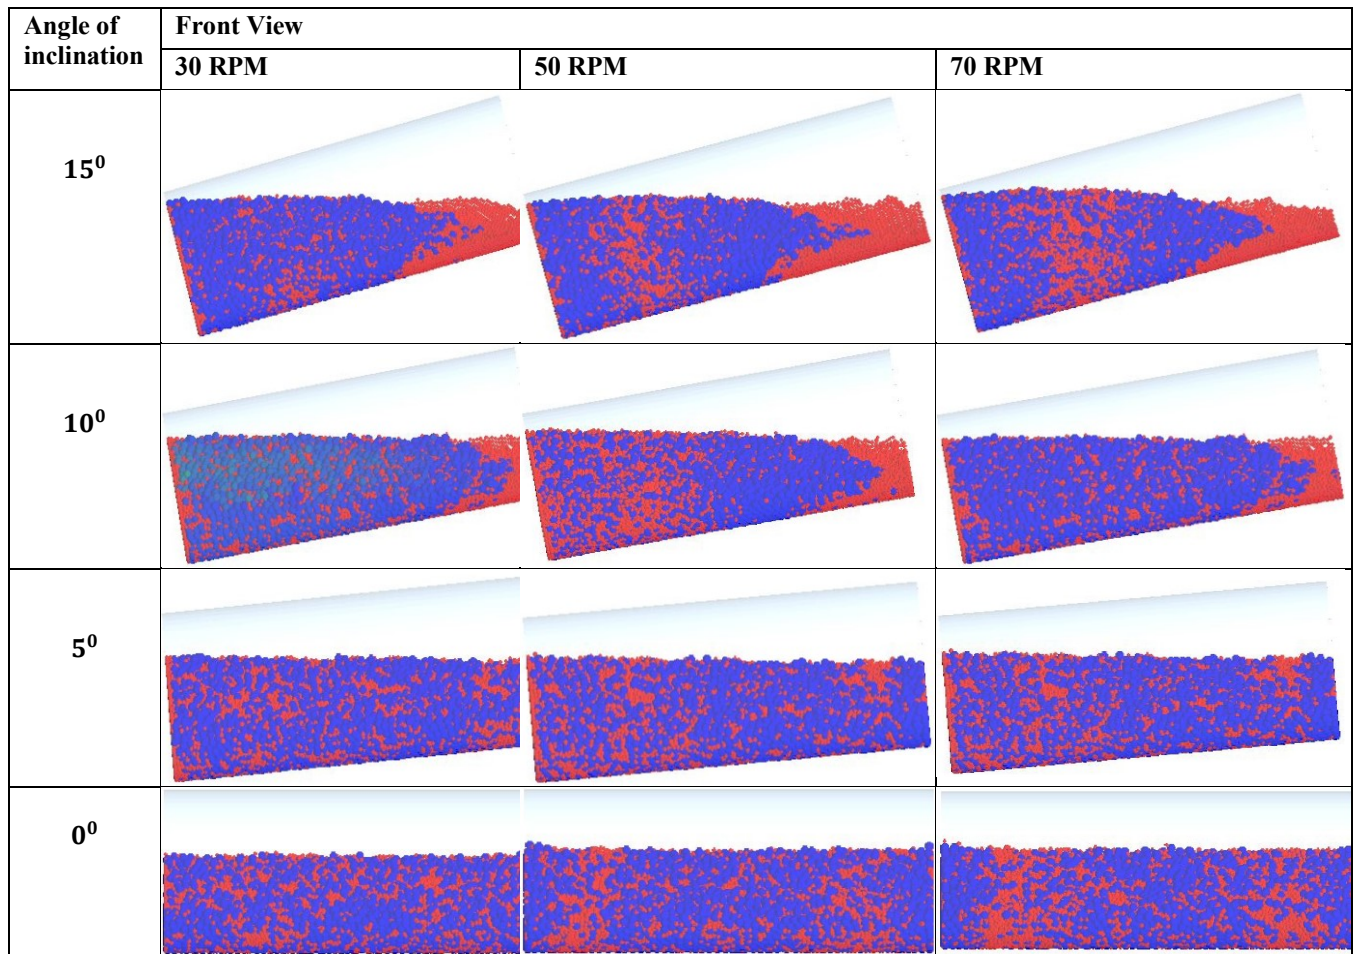 Angle of
inclination
Front View
30 RPM
50 RPM
70 RPM
15⁰
10⁰
5⁰
0⁰